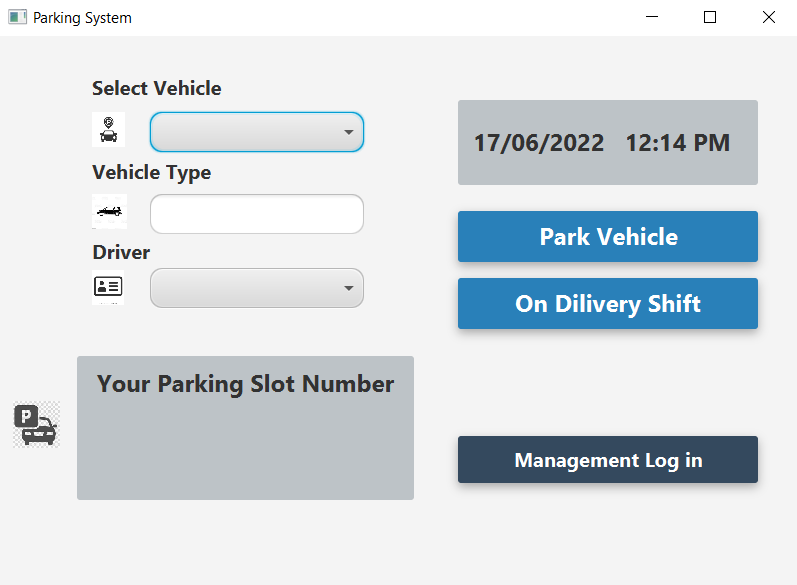 Parking System
Select Vehicle
Vehicle Type
Driver
Your Parking Slot Number
P
17/06/2022 12:14 PM
Park Vehicle
On Dilivery Shift
Management Log in